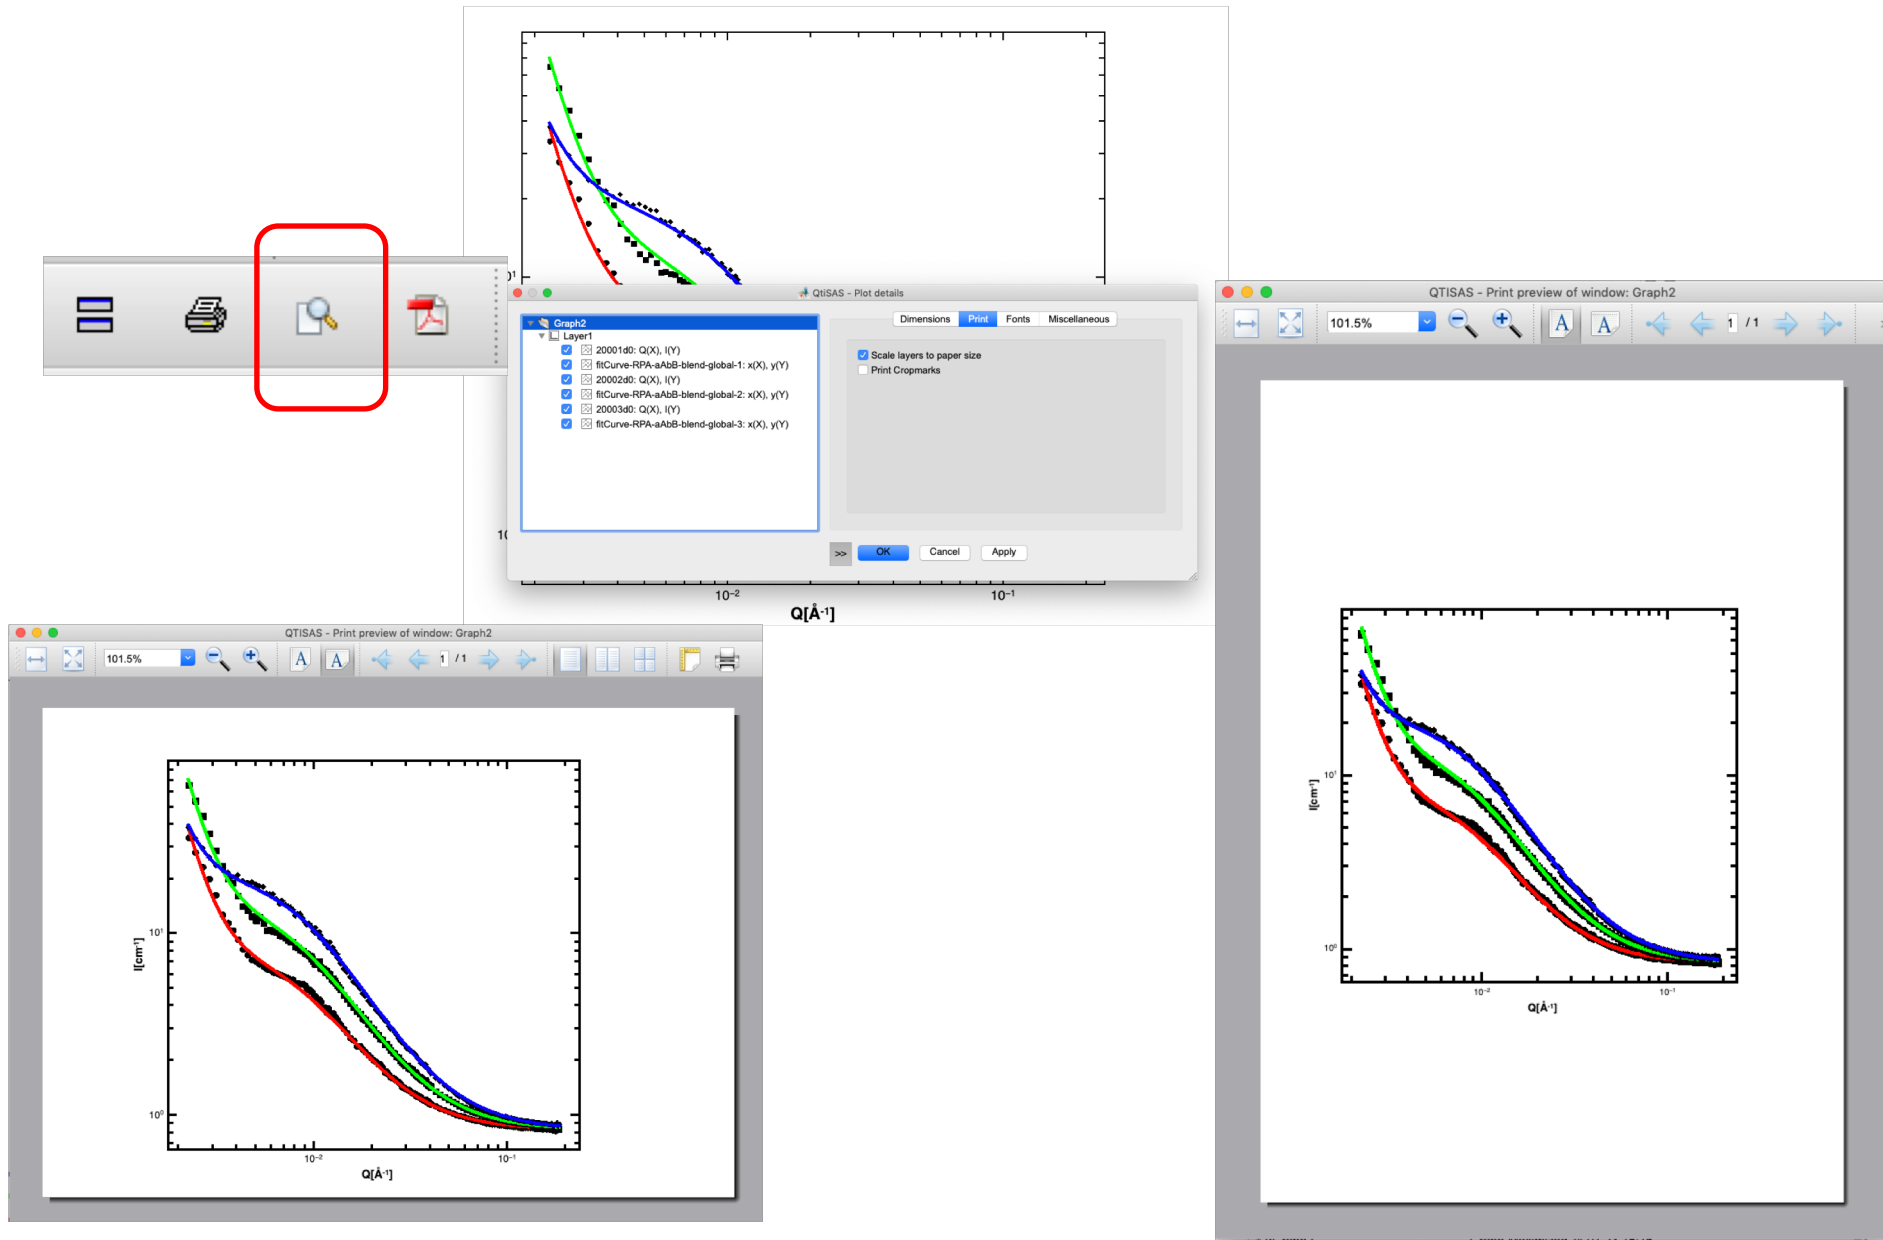 10¹
10⁻²
10⁻¹
Q[Å⁻¹]
QtiSAS - Plot details
Graph2
Layer1
20001d0: Q(X), I(Y)
fitCurve-RPA-aAbB-blend-global-1: x(X), y(Y)
20002d0: Q(X), I(Y)
fitCurve-RPA-aAbB-blend-global-2: x(X), y(Y)
20003d0: Q(X), I(Y)
fitCurve-RPA-aAbB-blend-global-3: x(X), y(Y)
Dimensions Print Fonts Miscellaneous
Scale layers to paper size
Print Cropmarks
>> OK Cancel Apply
QTISAS - Print preview of window: Graph2
101.5% A A 1 /1
I[cm⁻¹]
10¹
10⁰
10⁻² 10⁻¹
Q[Å⁻¹]
QTISAS - Print preview of window: Graph2
101.5% A A 1 /1
I[cm⁻¹]
10¹
10⁰
10⁻² 10⁻¹
Q[Å⁻¹]